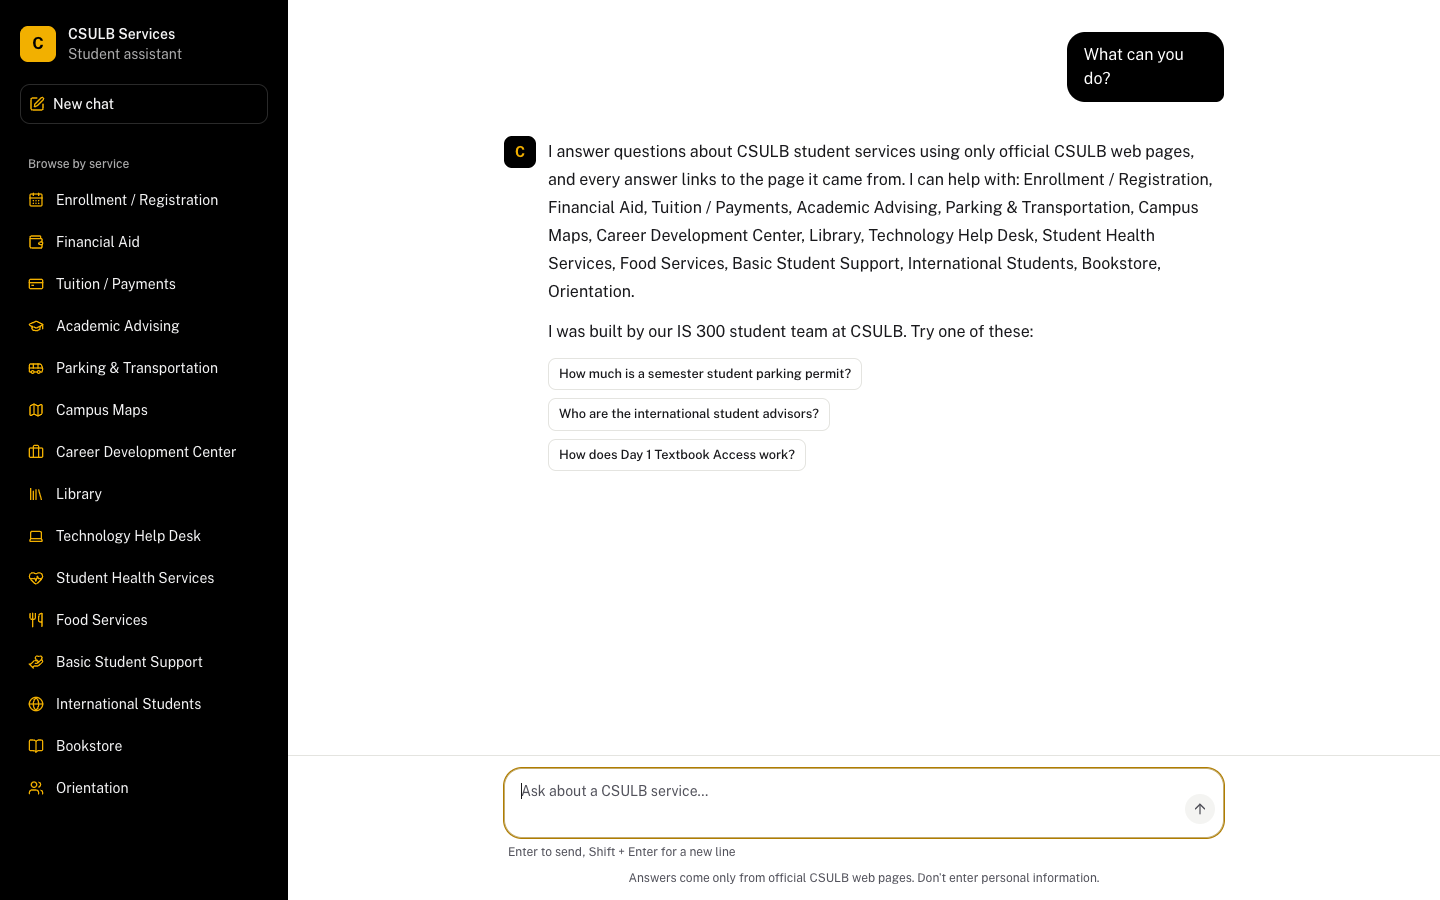 C
CSULB Services
Student assistant
New chat
Browse by service
Enrollment / Registration
Financial Aid
Tuition / Payments
Academic Advising
Parking & Transportation
Campus Maps
Career Development Center
Library
Technology Help Desk
Student Health Services
Food Services
Basic Student Support
International Students
Bookstore
Orientation
What can you
do?
C
I answer questions about CSULB student services using only official CSULB web pages,
and every answer links to the page it came from. I can help with: Enrollment / Registration,
Financial Aid, Tuition / Payments, Academic Advising, Parking & Transportation, Campus
Maps, Career Development Center, Library, Technology Help Desk, Student Health
Services, Food Services, Basic Student Support, International Students, Bookstore,
Orientation.
I was built by our IS 300 student team at CSULB. Try one of these:
How much is a semester student parking permit?
Who are the international student advisors?
How does Day 1 Textbook Access work?
Ask about a CSULB service...
Enter to send, Shift + Enter for a new line
Answers come only from official CSULB web pages. Don't enter personal information.